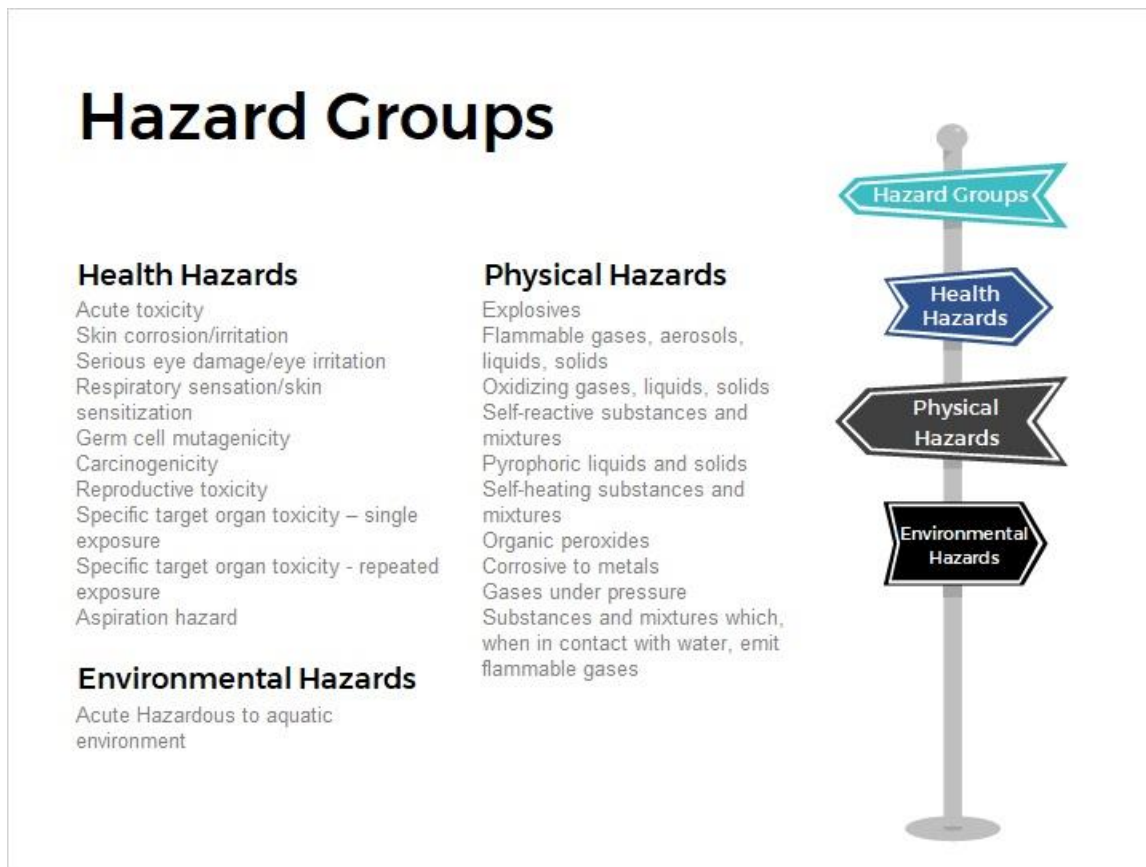 Hazard Groups
Health Hazards
Acute toxicity
Skin corrosion/irritation
Serious eye damage/eye irritation
Respiratory sensation/skin
sensitization
Germ cell mutagenicity
Carcinogenicity
Reproductive toxicity
Specific target organ toxicity – single
exposure
Specific target organ toxicity - repeated
exposure
Aspiration hazard
Environmental Hazards
Acute Hazardous to aquatic
environment
Physical Hazards
Explosives
Flammable gases, aerosols,
liquids, solids
Oxidizing gases, liquids, solids
Self-reactive substances and
mixtures
Pyrophoric liquids and solids
Self-heating substances and
mixtures
Organic peroxides
Corrosive to metals
Gases under pressure
Substances and mixtures which,
when in contact with water, emit
flammable gases
Hazard Groups
Health
Hazards
Physical
Hazards
Environmental
Hazards